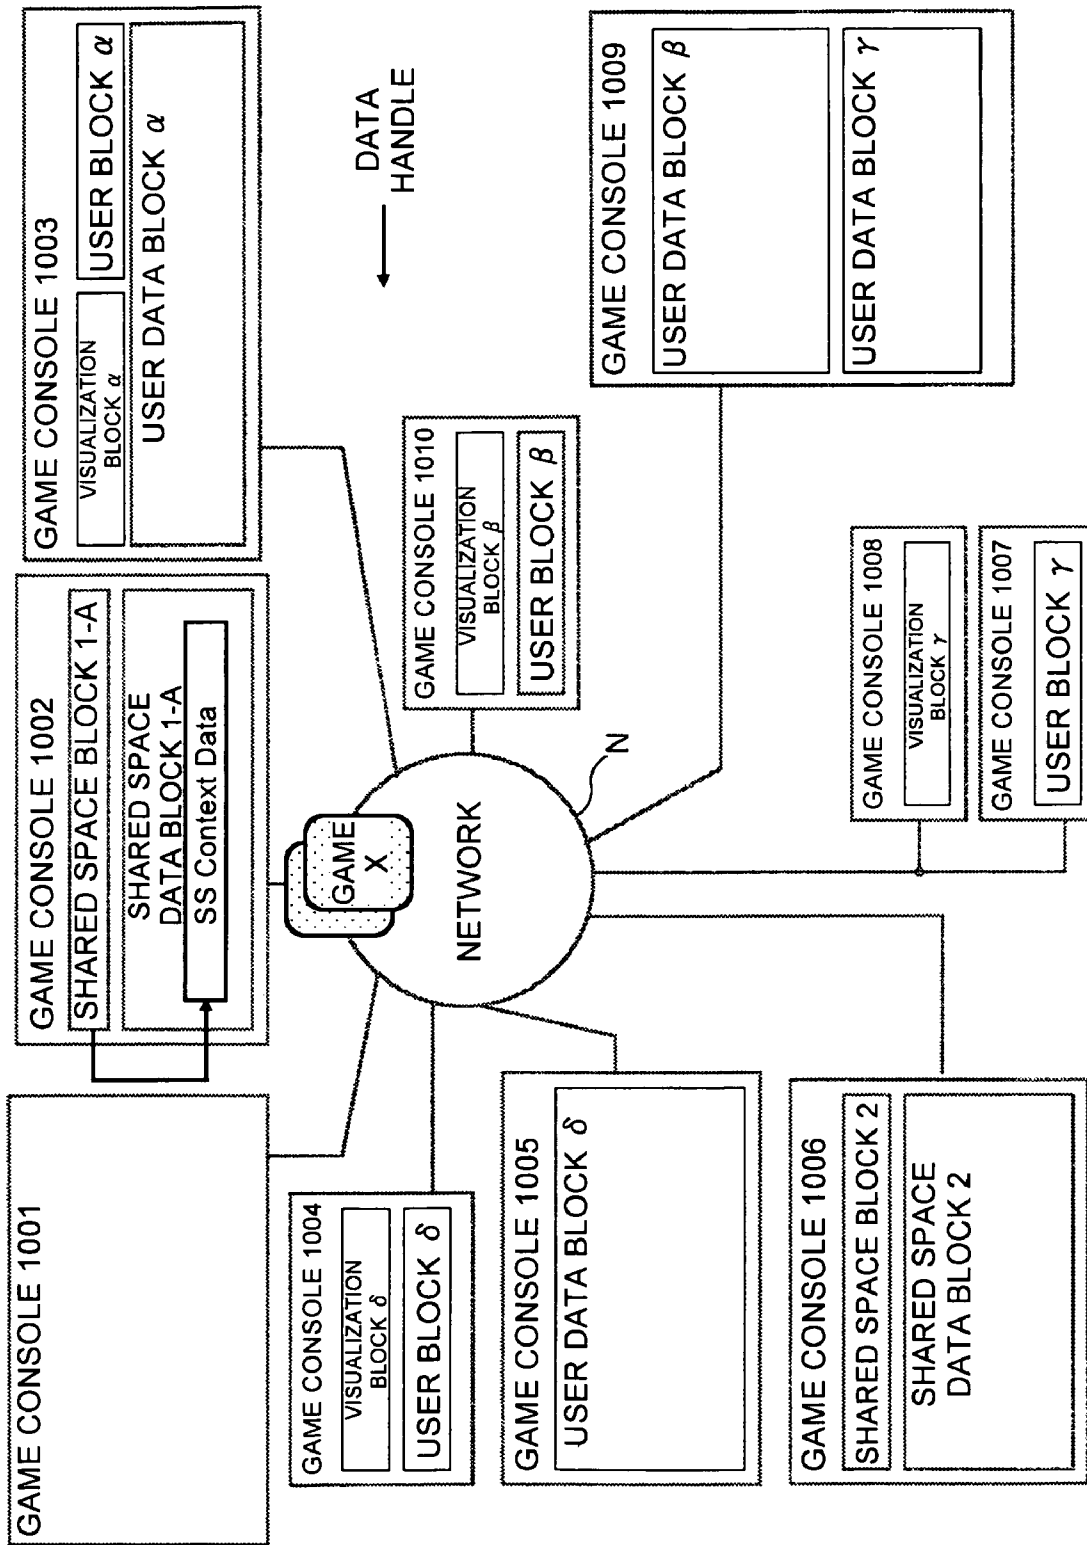 GAME CONSOLE 1001
GAME CONSOLE 1002
SHARED SPACE BLOCK 1-A
SHARED SPACE
DATA BLOCK 1-A
SS Context Data
GAME CONSOLE 1003
VISUALIZATION
BLOCK α
USER BLOCK α
USER DATA BLOCK α
GAME CONSOLE 1004
VISUALIZATION
BLOCK δ
USER BLOCK δ
GAME
X
NETWORK
N
GAME CONSOLE 1010
VISUALIZATION
BLOCK β
USER BLOCK β
DATA
HANDLE
GAME CONSOLE 1005
USER DATA BLOCK δ
GAME CONSOLE 1006
SHARED SPACE BLOCK 2
SHARED SPACE
DATA BLOCK 2
GAME CONSOLE 1008
VISUALIZATION
BLOCK γ
GAME CONSOLE 1007
USER BLOCK γ
GAME CONSOLE 1009
USER DATA BLOCK β
USER DATA BLOCK γ